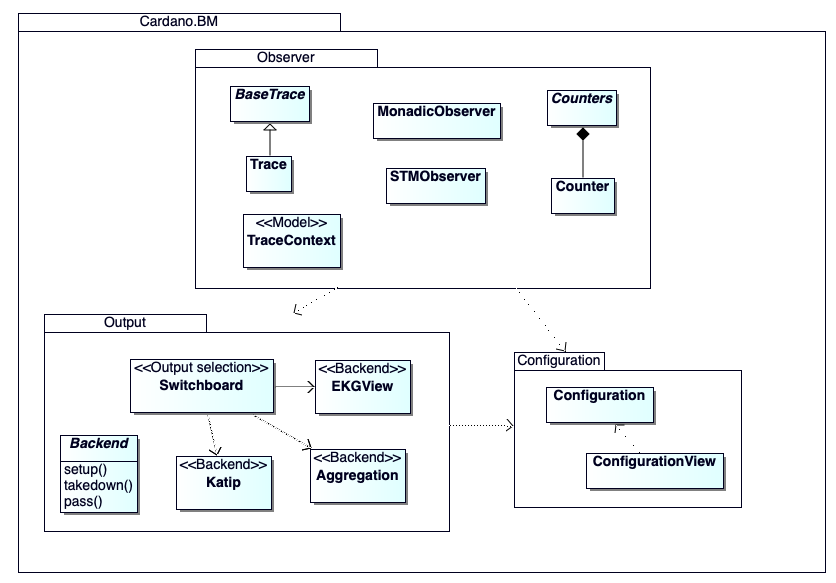 Cardano.BM
Observer
BaseTrace
MonadicObserver
Counters
Trace
STMObserver
Counter
<<Model>>
TraceContext
Output
<<Output selection>>
Switchboard
<<Backend>>
EKGView
Backend
setup()
takedown()
pass()
<<Backend>>
Katip
<<Backend>>
Aggregation
Configuration
Configuration
ConfigurationView